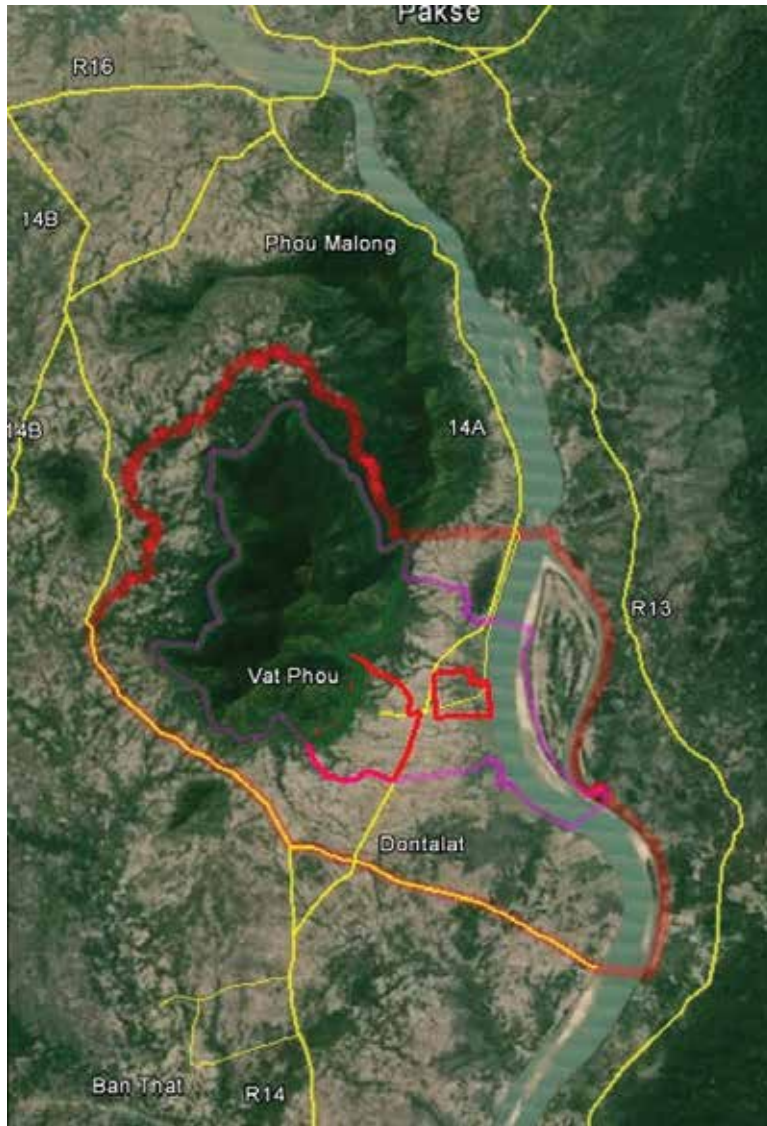 Pakse
R16
14B
Phou Malong
14B
14A
R13
Vat Phou
Dontalat
Ban That
R14